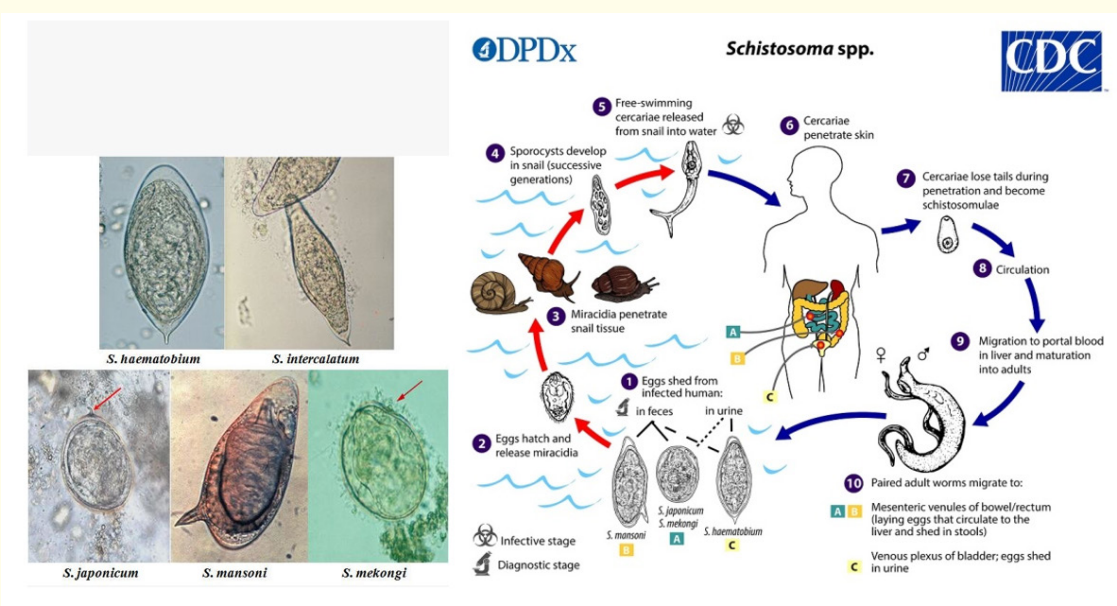 S. haematobium
S. intercalatum
S. japonicum
S. mansoni
S. mekongi
DPDx
Schistosoma spp.
CDC
5 Free-swimming
cercariae released
from snail into water
6 Cercariae
penetrate skin
4 Sporocysts develop
in snail (successive
generations)
7 Cercariae lose tails during
penetration and become
schistosomulae
8 Circulation
3 Miracidia penetrate
snail tissue
A
B
C
9 Migration to portal blood
in liver and maturation
into adults
♀
♂
1 Eggs shed from
infected human:
in feces
in urine
2 Eggs hatch and
release miracidia
S. mansoni
B
S. japonicum
S. mekongi
A
S. haematobium
C
10 Paired adult worms migrate to:
A B Mesenteric venules of bowel/rectum
(laying eggs that circulate to the
liver and shed in stools)
C Venous plexus of bladder; eggs shed
in urine
Infective stage
Diagnostic stage